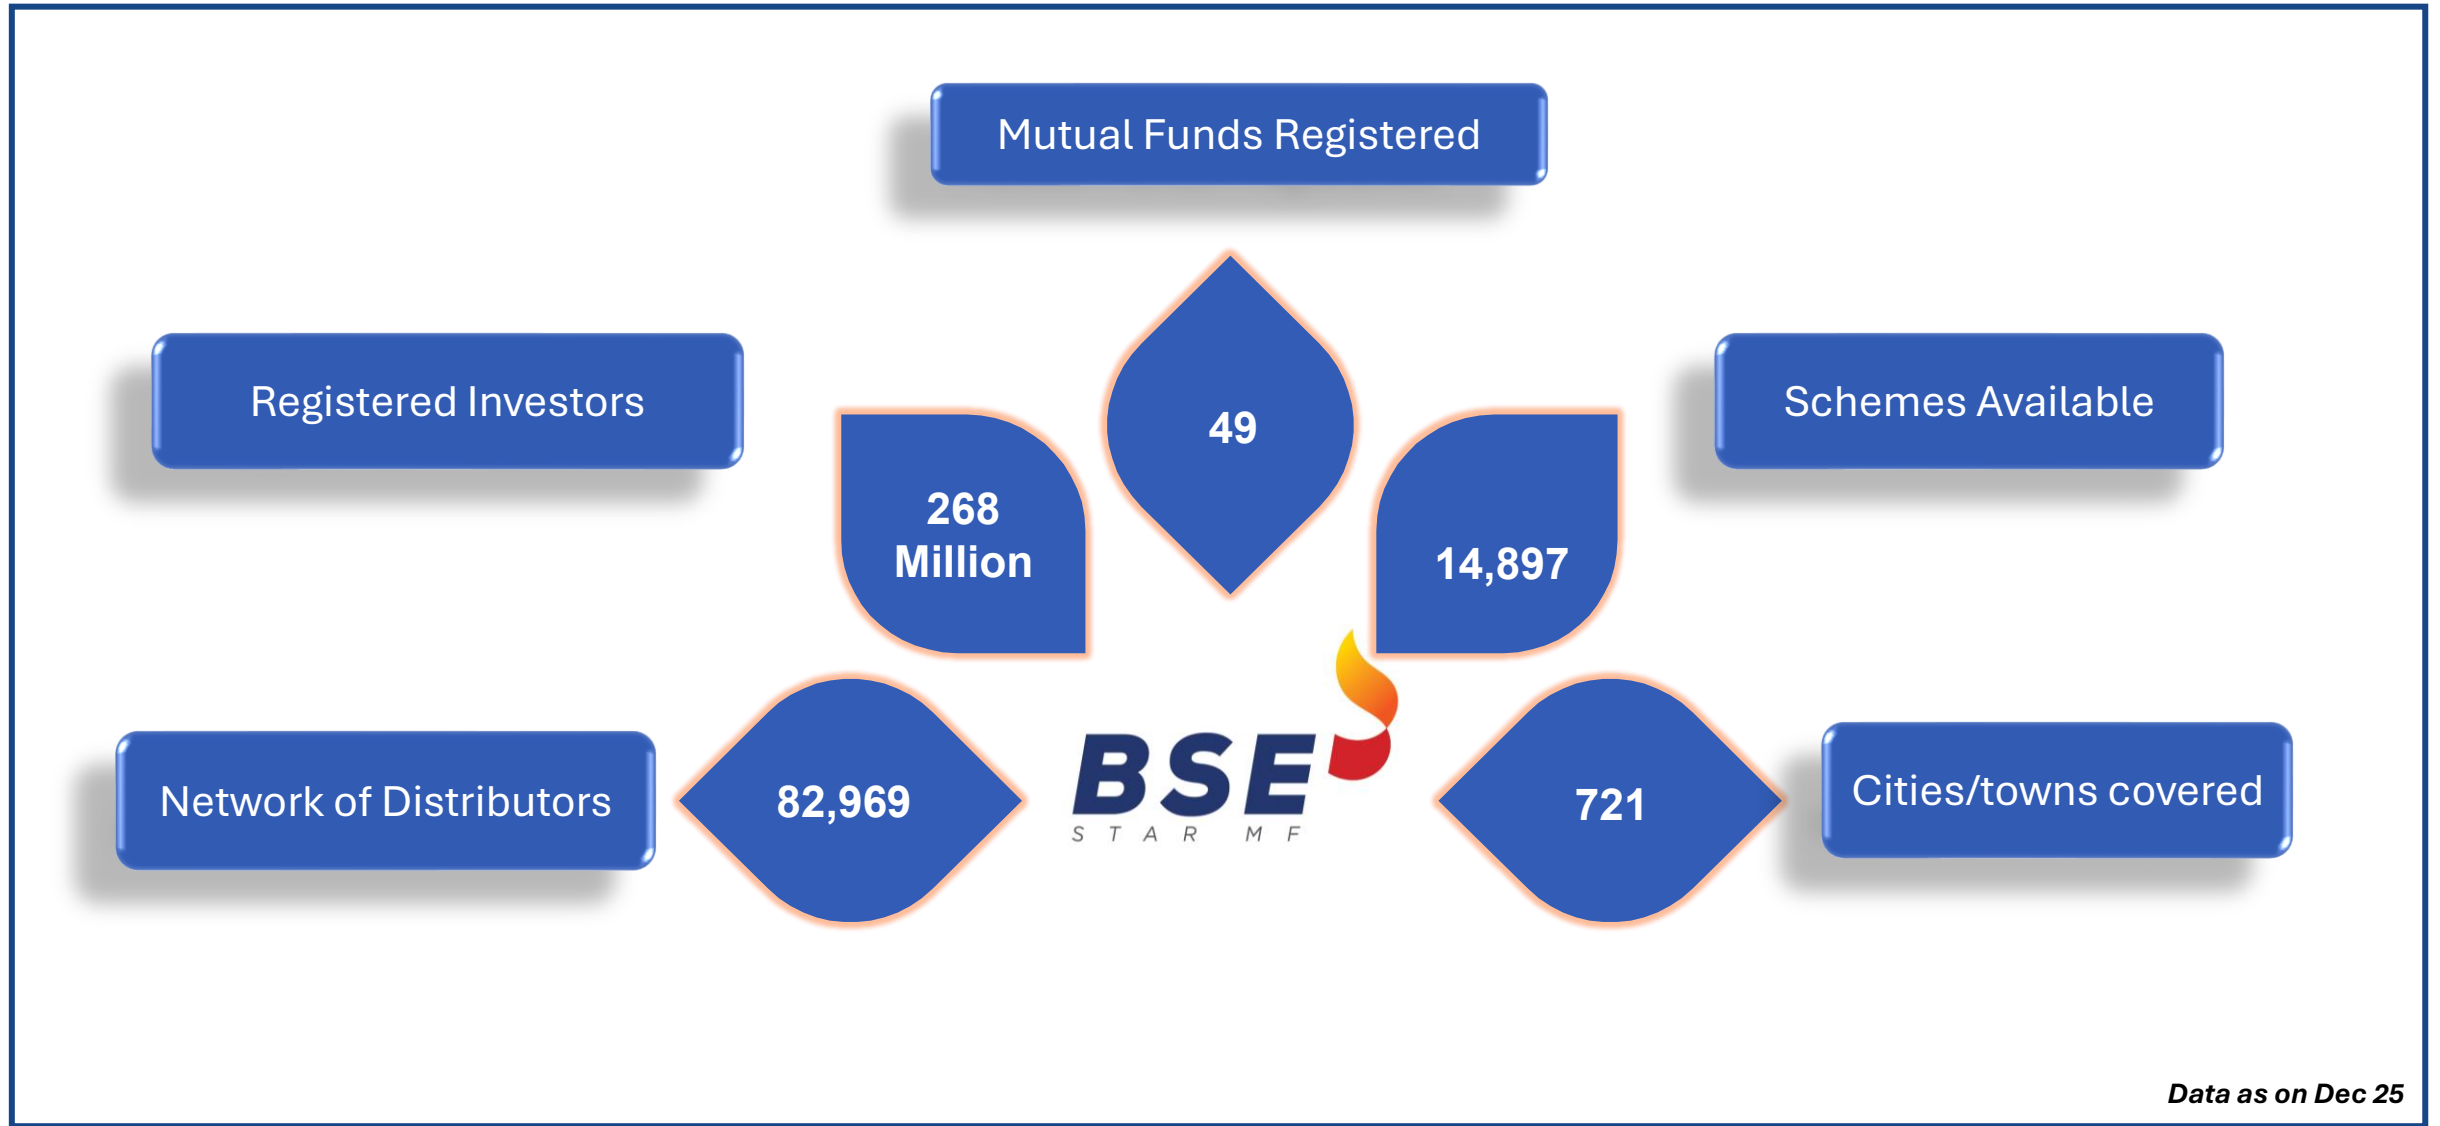 Mutual Funds Registered
49
Registered Investors
268
Million
Schemes Available
14,897
Network of Distributors
82,969
BSE
STAR MF
721
Cities/towns covered
Data as on Dec 25